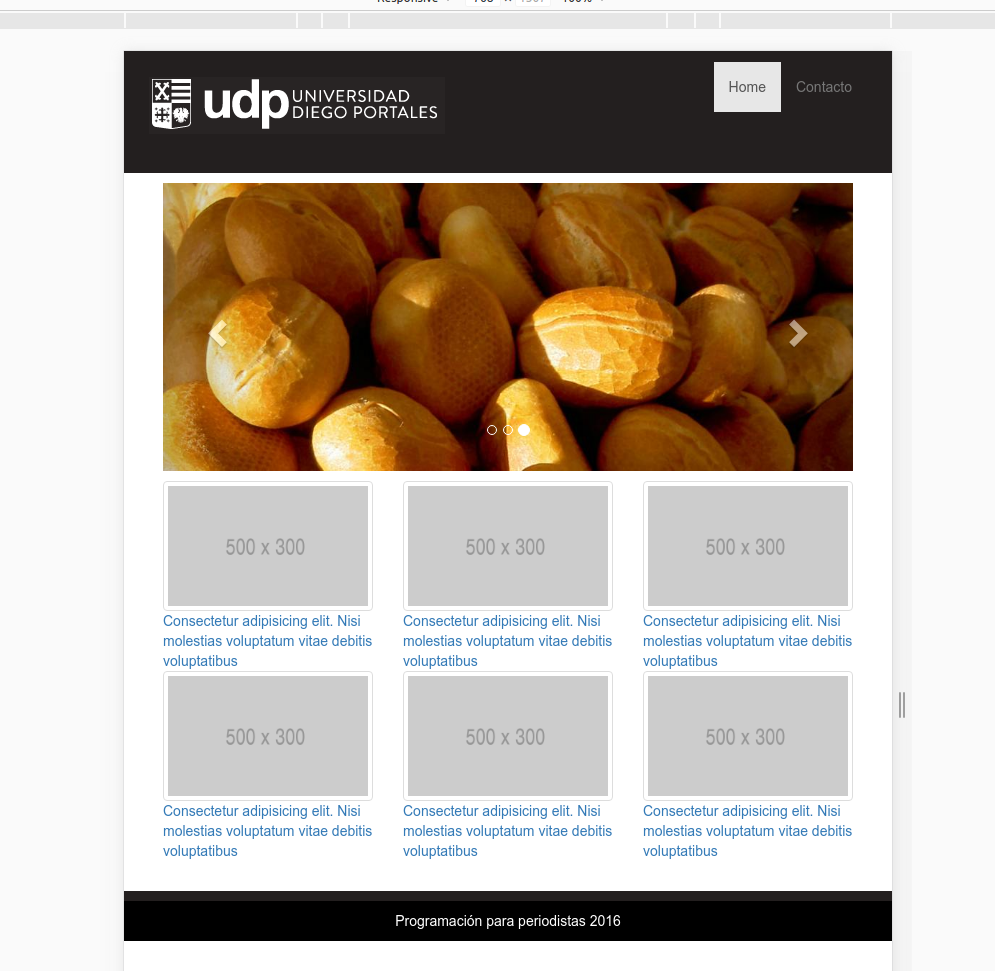 Home Contacto
udp UNIVERSIDAD
DIEGO PORTALES
500 x 300 500 x 300 500 x 300
Consectetur adipisicing elit. Nisi
molestias voluptatum vitae debitis
voluptatibus
Consectetur adipisicing elit. Nisi
molestias voluptatum vitae debitis
voluptatibus
Consectetur adipisicing elit. Nisi
molestias voluptatum vitae debitis
voluptatibus
500 x 300 500 x 300 500 x 300
Consectetur adipisicing elit. Nisi
molestias voluptatum vitae debitis
voluptatibus
Consectetur adipisicing elit. Nisi
molestias voluptatum vitae debitis
voluptatibus
Consectetur adipisicing elit. Nisi
molestias voluptatum vitae debitis
voluptatibus
Programación para periodistas 2016